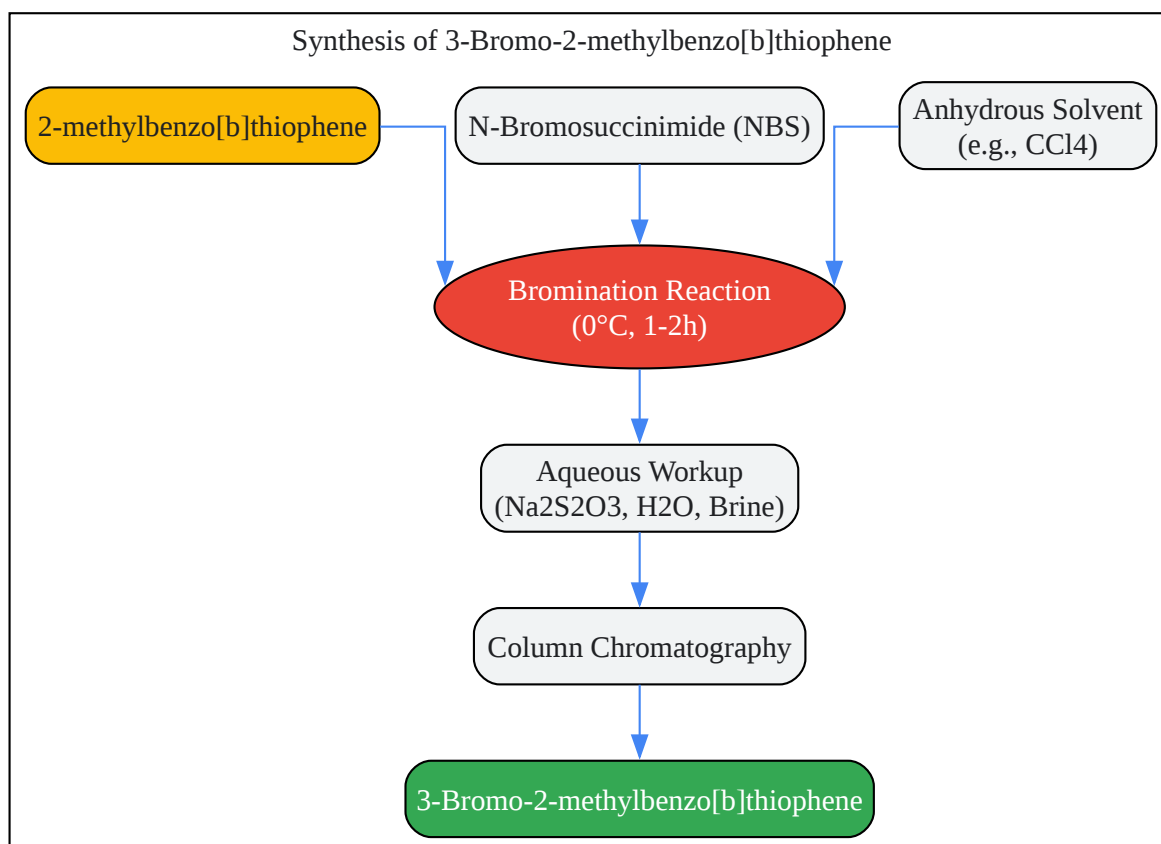 Synthesis of 3-Bromo-2-methylbenzo[b]thiophene
2-methylbenzo[b]thiophene
N-Bromosuccinimide (NBS)
Anhydrous Solvent
(e.g., CCl4)
Bromination Reaction
(0°C, 1-2h)
Aqueous Workup
(Na2S2O3, H2O, Brine)
Column Chromatography
3-Bromo-2-methylbenzo[b]thiophene